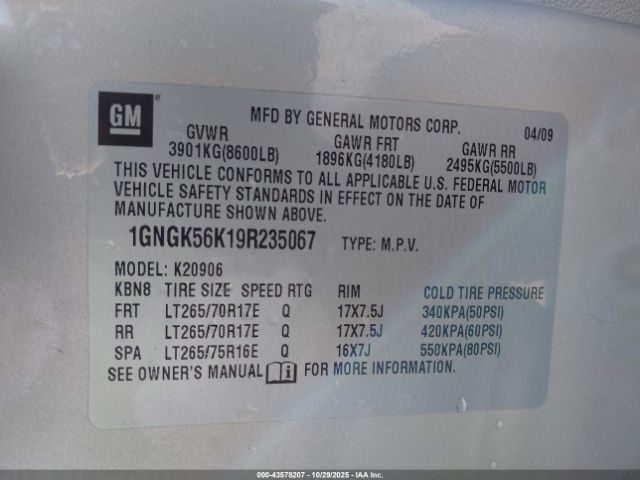 GM
MFD BY GENERAL MOTORS CORP. 04/09
GVWR GAWR FRT GAWR RR
3901KG(8600LB) 1896KG(4180LB) 2495KG(5500LB)
THIS VEHICLE CONFORMS TO ALL APPLICABLE U.S. FEDERAL MOTOR
VEHICLE SAFETY STANDARDS IN EFFECT ON THE DATE OF
MANUFACTURE SHOWN ABOVE.
1GNGK56K19R235067 TYPE: M.P.V.
MODEL: K20906
KBN8 TIRE SIZE SPEED RTG RIM COLD TIRE PRESSURE
FRT LT265/70R17E Q 17X7.5J 340KPA(50PSI)
RR LT265/70R17E Q 17X7.5J 420KPA(60PSI)
SPA LT265/75R16E Q 16X7J 550KPA(80PSI)
SEE OWNER'S MANUAL i FOR MORE INFORMATION.
000-43578207 - 10/29/2025 - IAAI.COM